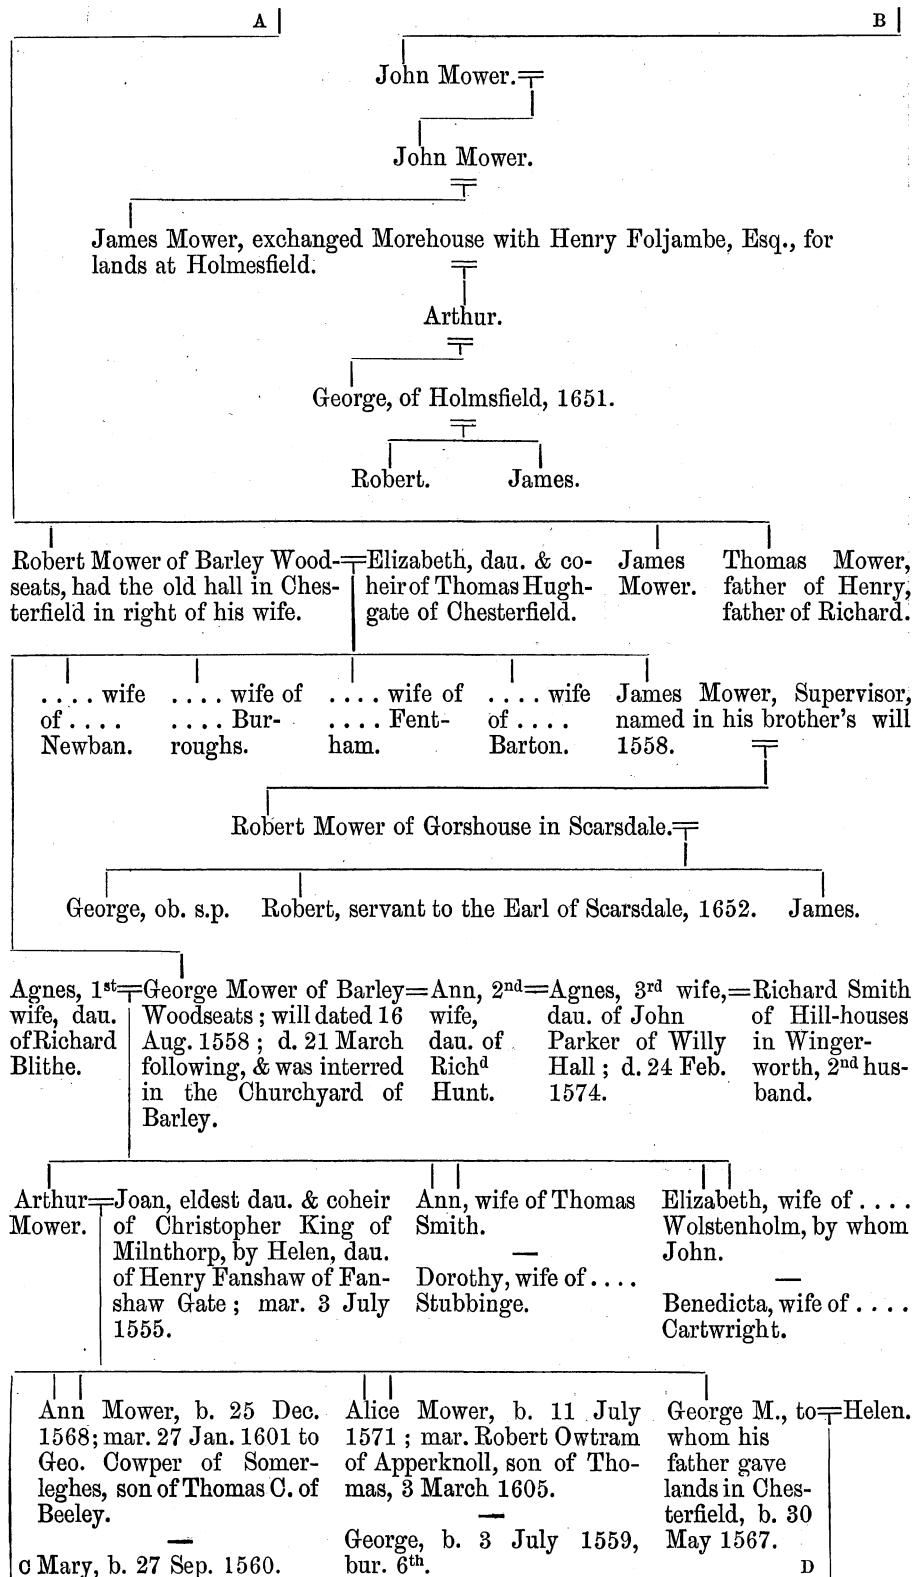 A B
John Mower.
John Mower.
James Mower, exchanged Morehouse with Henry Foljambe, Esq., for
lands at Holmesfield.
Arthur.
George, of Holmsfield, 1651.
Robert. James.
Robert Mower of Barley Wood-
seats, had the old hall in Ches-
terfield in right of his wife.
Elizabeth, dau. & co-
heir of Thomas Hugh-
gate of Chesterfield.
James
Mower.
Thomas Mower,
father of Henry,
father of Richard.
.... wife
of ....
Newban.
.... wife of
.... Bur-
roughs.
.... wife of
.... Fent-
ham.
.... wife
of ....
Barton.
James Mower, Supervisor,
named in his brother's will
1558.
Robert Mower of Gorshouse in Scarsdale.
George, ob. s.p. Robert, servant to the Earl of Scarsdale, 1652. James.
Agnes, 1st
wife, dau.
of Richard
Blithe.
George Mower of Barley
Woodseats; will dated 16
Aug. 1558; d. 21 March
following, & was interred
in the Churchyard of
Barley.
Ann, 2nd
wife,
dau. of
Richd
Hunt.
Agnes, 3rd wife,
dau. of John
Parker of Willy
Hall; d. 24 Feb.
1574.
Richard Smith
of Hill-houses
in Winger-
worth, 2nd hus-
band.
Arthur
Mower.
Joan, eldest dau. & coheir
of Christopher King of
Milnthorp, by Helen, dau.
of Henry Fanshaw of Fan-
shaw Gate; mar. 3 July
1555.
Ann, wife of Thomas
Smith.
—
Dorothy, wife of ....
Stubbinge.
Elizabeth, wife of ....
Wolstenholm, by whom
John.
—
Benedicta, wife of ....
Cartwright.
Ann Mower, b. 25 Dec.
1568; mar. 27 Jan. 1601 to
Geo. Cowper of Somer-
leghes, son of Thomas C. of
Beeley.
—
C Mary, b. 27 Sep. 1560.
Alice Mower, b. 11 July
1571; mar. Robert Owtram
of Apperknoll, son of Tho-
mas, 3 March 1605.
—
George, b. 3 July 1559,
bur. 6th.
George M., to
whom his
father gave
lands in Ches-
terfield, b. 30
May 1567.
Helen.
D